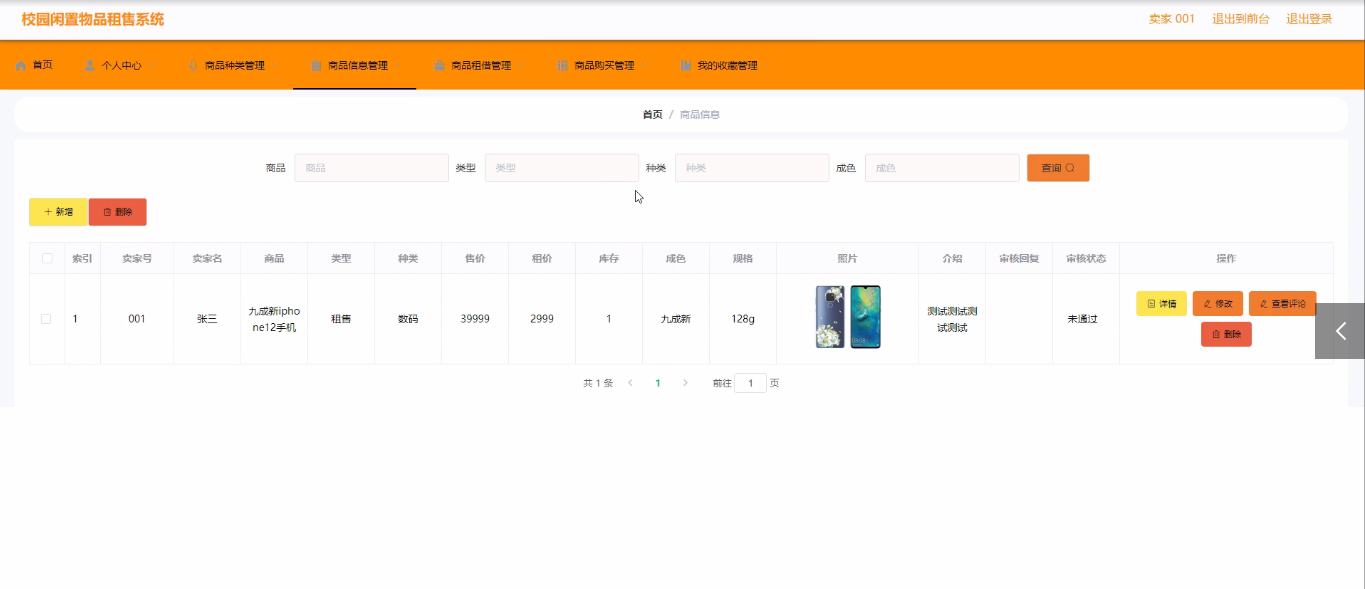 校园闲置物品租售系统
卖家 001 退出到前台 退出登录
首页 个人中心 商品种类管理 商品信息管理 商品租借管理 商品购买管理 我的收藏管理
首页 / 商品信息
商品 商品 类型 类型 种类 种类 成色 成色 查询
+ 新增 删除
索引 卖家号 卖家名 商品 类型 种类 售价 租价 库存 成色 规格 照片 介绍 审核回复 审核状态 操作
1 001 张三 九成新ipho
ne12手机 租售 数码 39999 2999 1 九成新 128g 测试测试测
试测试 未通过 详情 修改 查看评论
删除
共 1 条 < 1 > 前往 1 页